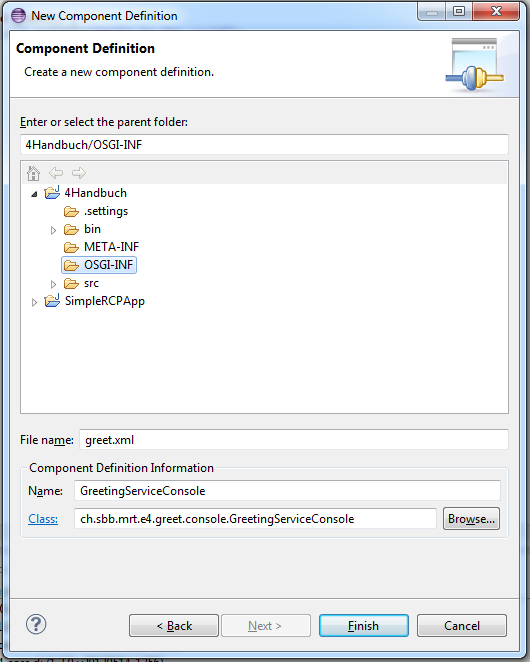 New Component Definition
Component Definition
Create a new component definition.
Enter or select the parent folder:
4Handbuch/OSGI-INF
4Handbuch
.settings
bin
META-INF
OSGI-INF
src
SimpleRCPApp
File name: greet.xml
Component Definition Information
Name: GreetingServiceConsole
Class: ch.sbb.mrt.e4.greet.console.GreetingServiceConsole Browse...
? < Back Next > Finish Cancel